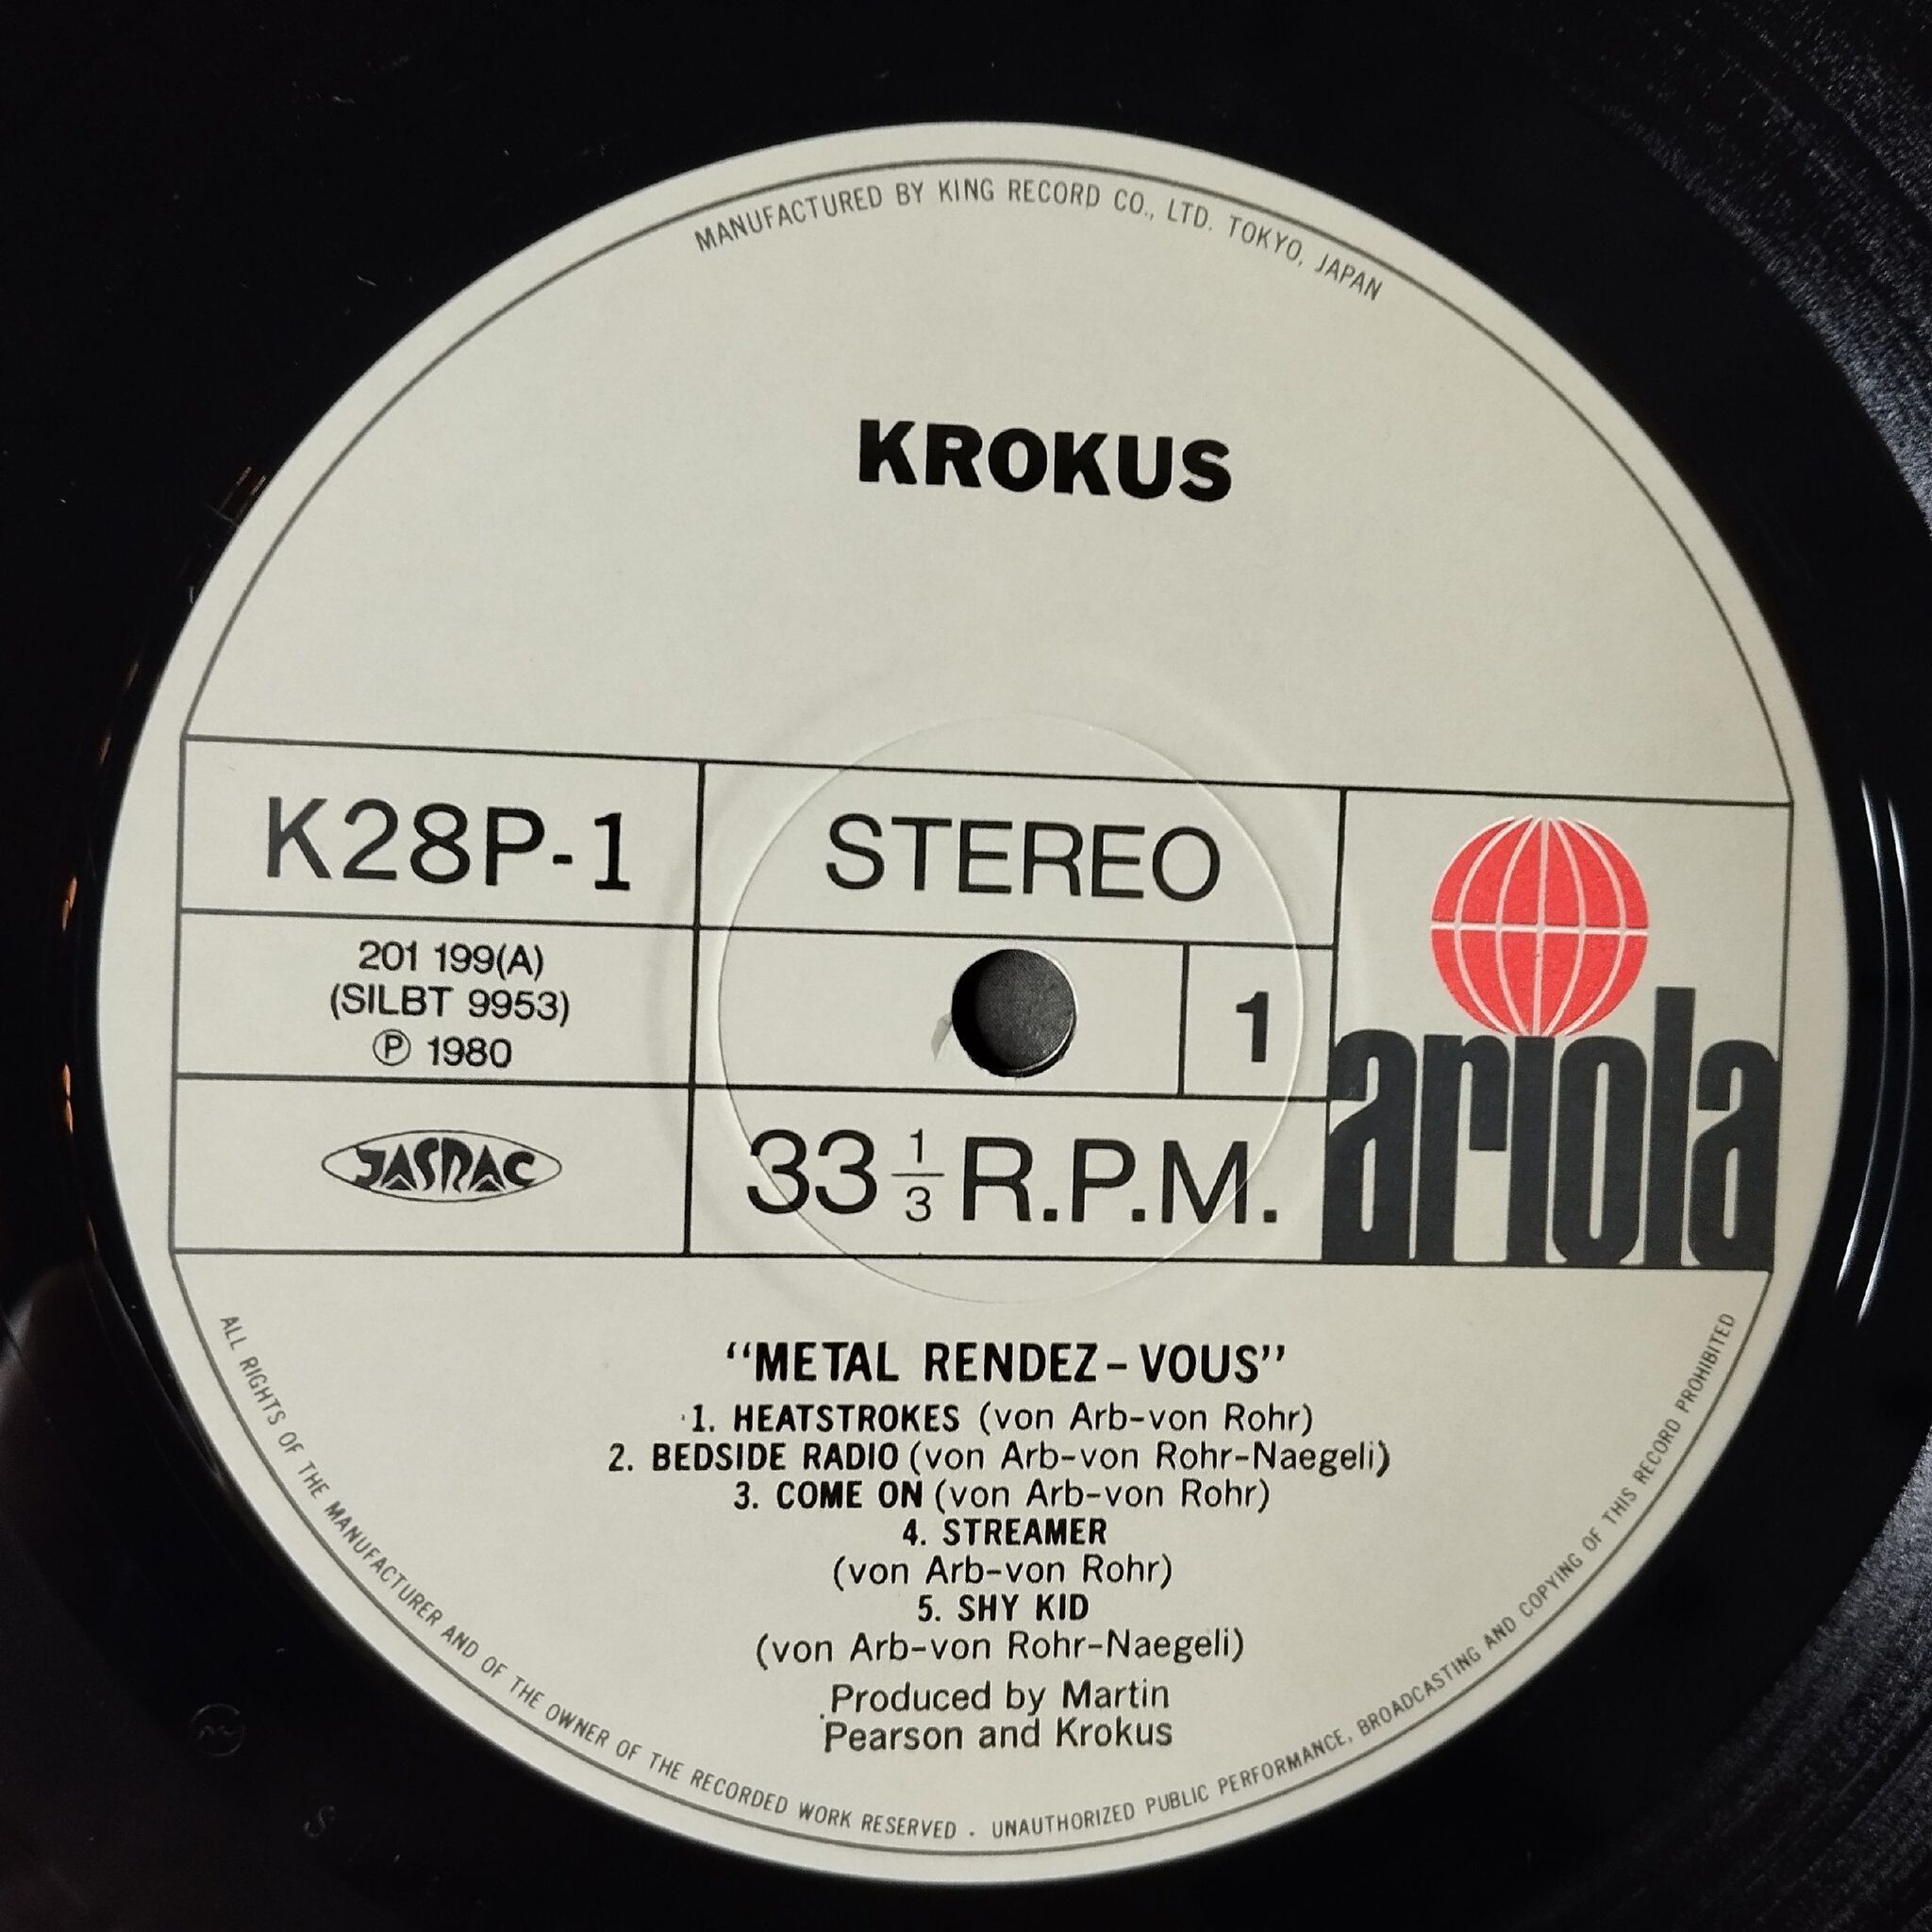 MANUFACTURED BY KING RECORD CO., LTD. TOKYO, JAPAN
KROKUS
K28P-1
STEREO
201 199(A)
(SILBT 9953)
Ⓟ 1980
1
ariola
JASRAC
33 1/3 R.P.M.
"METAL RENDEZ-VOUS"
1. HEATSTROKES (von Arb-von Rohr)
2. BEDSIDE RADIO (von Arb-von Rohr-Naegeli)
3. COME ON (von Arb-von Rohr)
4. STREAMER
(von Arb-von Rohr)
5. SHY KID
(von Arb-von Rohr-Naegeli)
Produced by Martin
Pearson and Krokus
ALL RIGHTS OF THE MANUFACTURER AND OF THE OWNER OF THE RECORDED WORK RESERVED . UNAUTHORIZED PUBLIC PERFORMANCE, BROADCASTING AND COPYING OF THIS RECORD PROHIBITED